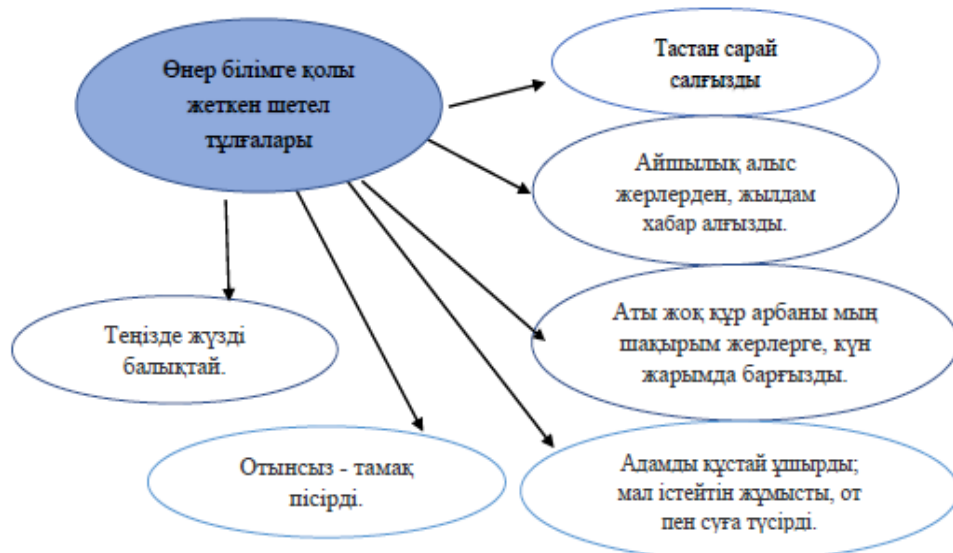 Өнер білімге қолы
жеткен шетел
тұлғалары
Тастан сарай
салғызды
Айшылық алыс
жерлерден, жылдам
хабар алғызды.
Аты жоқ құр арбаны мың
шақырым жерлерге, күн
жарымда барғызды.
Теңізде жүзді
балықтай.
Отынсыз - тамақ
пісірді.
Адамды құстай ұшырды;
мал істейтін жұмысты, от
пен суға түсірді.